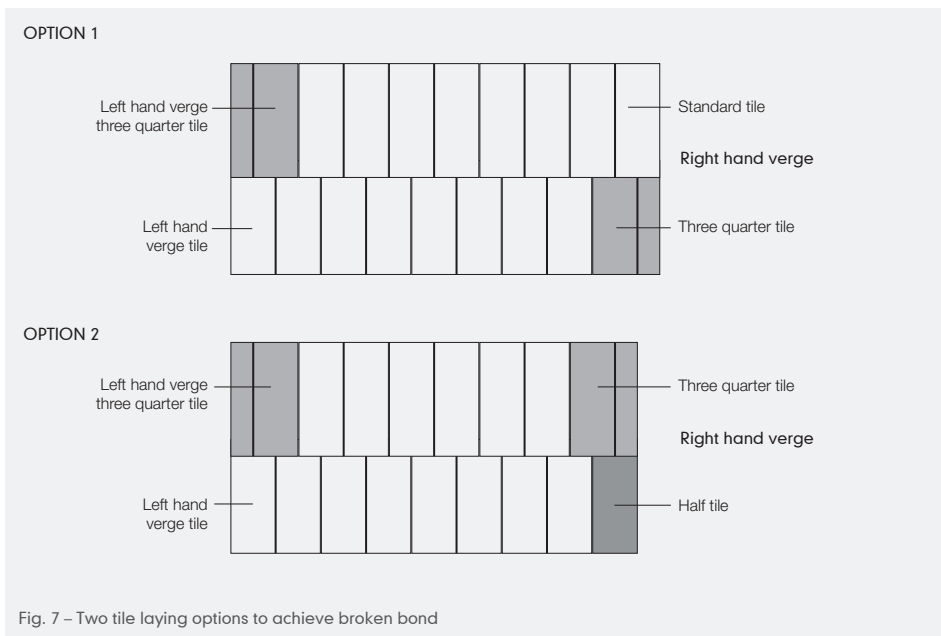 OPTION 1
Left hand verge
three quarter tile
Standard tile
Right hand verge
Left hand
verge tile
Three quarter tile
OPTION 2
Left hand verge
three quarter tile
Three quarter tile
Right hand verge
Left hand
verge tile
Half tile
Fig. 7 – Two tile laying options to achieve broken bond